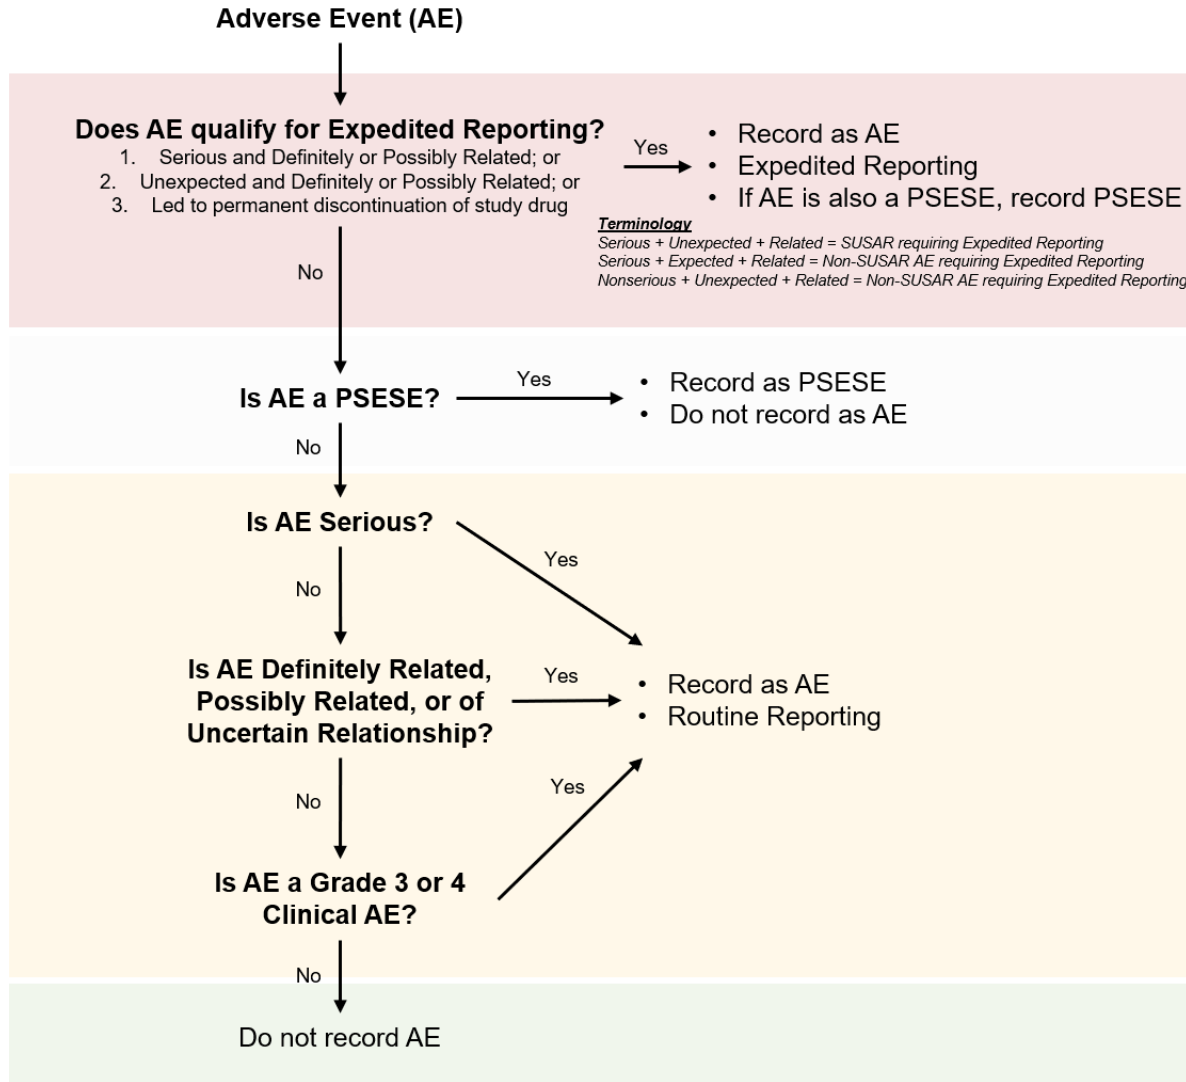 Adverse Event (AE)
Does AE qualify for Expedited Reporting?
1. Serious and Definitely or Possibly Related; or
2. Unexpected and Definitely or Possibly Related; or
3. Led to permanent discontinuation of study drug
Yes
• Record as AE
• Expedited Reporting
• If AE is also a PSESE, record PSESE
Terminology
Serious + Unexpected + Related = SUSAR requiring Expedited Reporting
Serious + Expected + Related = Non-SUSAR AE requiring Expedited Reporting
Nonserious + Unexpected + Related = Non-SUSAR AE requiring Expedited Reporting
No
Is AE a PSESE?
Yes
• Record as PSESE
• Do not record as AE
No
Is AE Serious?
Yes
No
Is AE Definitely Related,
Possibly Related, or of
Uncertain Relationship?
Yes
• Record as AE
• Routine Reporting
No
Yes
Is AE a Grade 3 or 4
Clinical AE?
No
Do not record AE